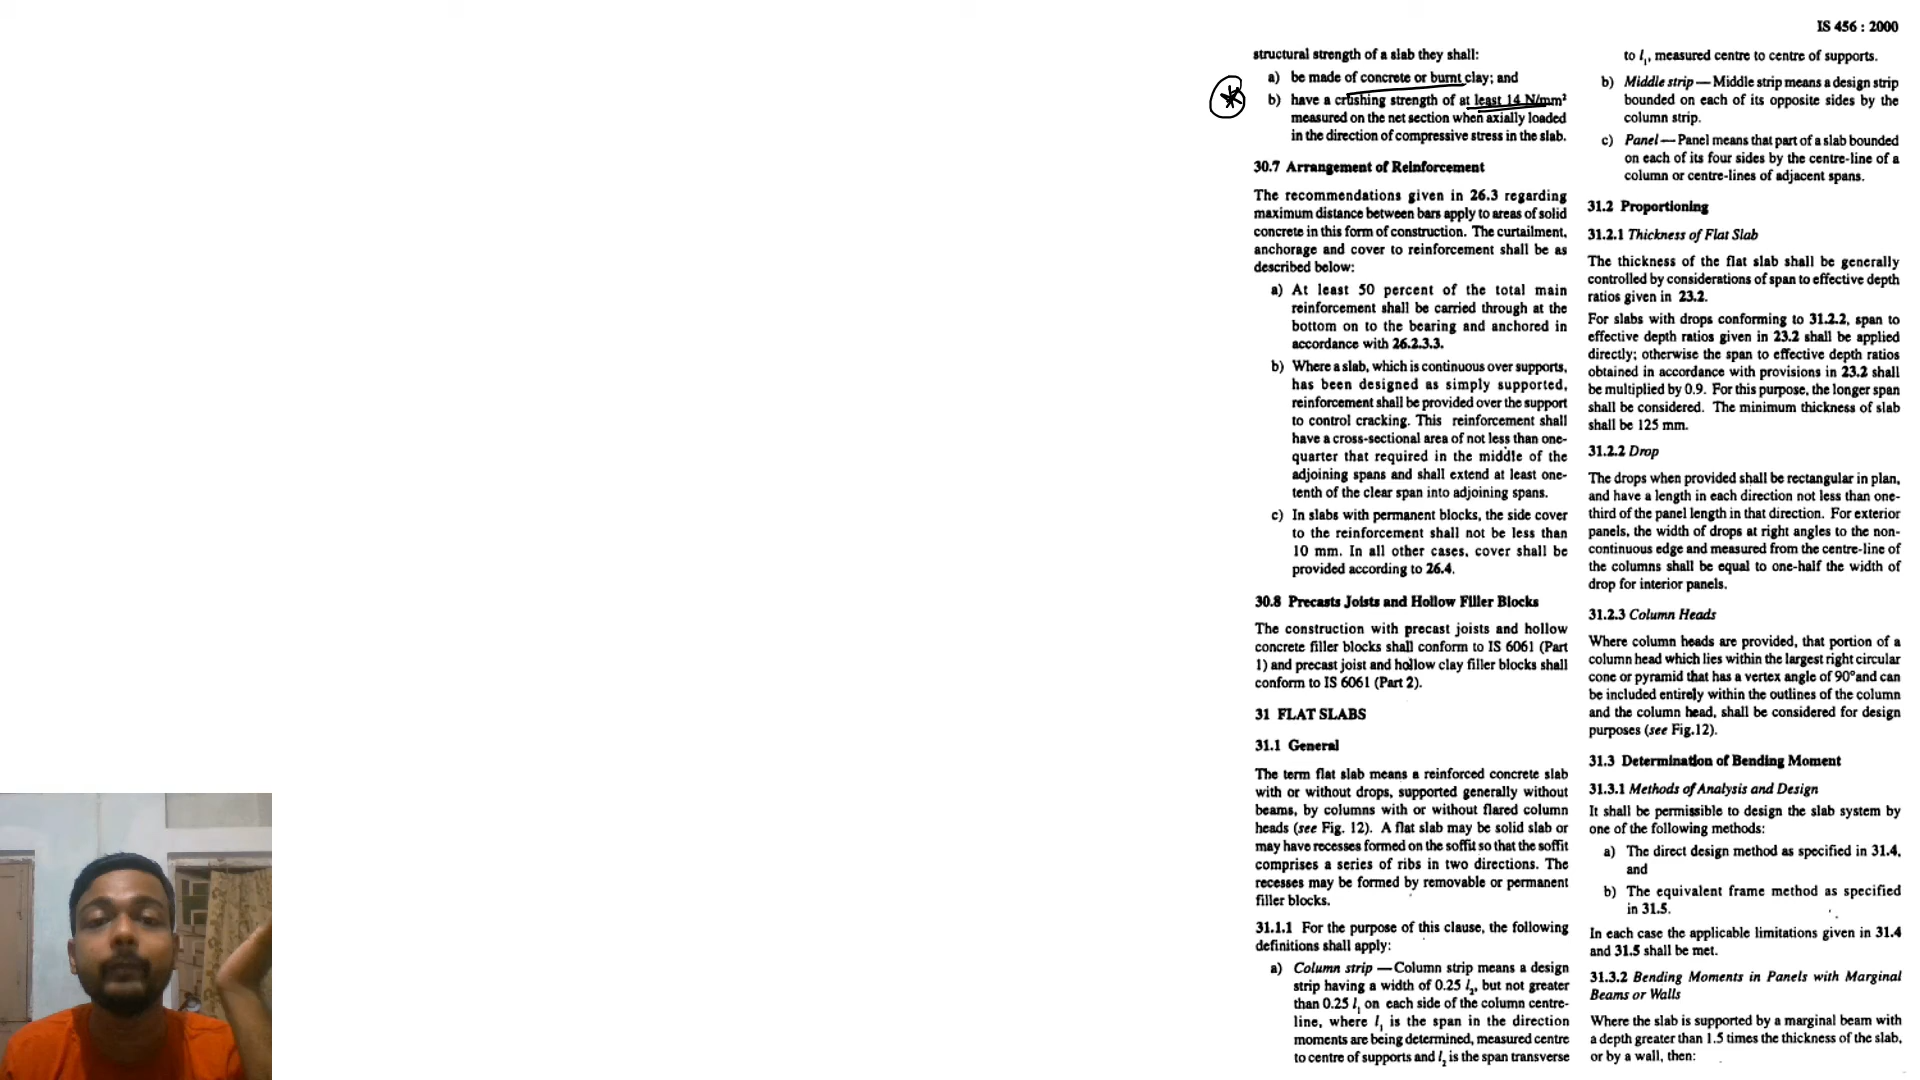 IS 456 : 2000
structural strength of a slab they shall:
a) be made of concrete or burnt clay; and
b) have a crushing strength of at least 14 N/mm²
measured on the net section when axially loaded
in the direction of compressive stress in the slab.
30.7 Arrangement of Reinforcement
The recommendations given in 26.3 regarding
maximum distance between bars apply to areas of solid
concrete in this form of construction. The curtailment,
anchorage and cover to reinforcement shall be as
described below:
a) At least 50 percent of the total main
reinforcement shall be carried through at the
bottom on to the bearing and anchored in
accordance with 26.2.3.3.
b) Where a slab, which is continuous over supports,
has been designed as simply supported,
reinforcement shall be provided over the support
to control cracking. This reinforcement shall
have a cross-sectional area of not less than one-
quarter that required in the middle of the
adjoining spans and shall extend at least one-
tenth of the clear span into adjoining spans.
c) In slabs with permanent blocks, the side cover
to the reinforcement shall not be less than
10 mm. In all other cases, cover shall be
provided according to 26.4.
30.8 Precasts Joists and Hollow Filler Blocks
The construction with precast joists and hollow
concrete filler blocks shall conform to IS 6061 (Part
1) and precast joist and hollow clay filler blocks shall
conform to IS 6061 (Part 2).
31 FLAT SLABS
31.1 General
The term flat slab means a reinforced concrete slab
with or without drops, supported generally without
beams, by columns with or without flared column
heads (see Fig. 12). A flat slab may be solid slab or
may have recesses formed on the soffit so that the soffit
comprises a series of ribs in two directions. The
recesses may be formed by removable or permanent
filler blocks.
31.1.1 For the purpose of this clause, the following
definitions shall apply:
a) Column strip —Column strip means a design
strip having a width of 0.25 l₂, but not greater
than 0.25 l₁ on each side of the column centre-
line, where l₁ is the span in the direction
moments are being determined, measured centre
to centre of supports and l₂ is the span transverse
to l₁, measured centre to centre of supports.
b) Middle strip —Middle strip means a design strip
bounded on each of its opposite sides by the
column strip.
c) Panel— Panel means that part of a slab bounded
on each of its four sides by the centre-line of a
column or centre-lines of adjacent spans.
31.2 Proportioning
31.2.1 Thickness of Flat Slab
The thickness of the flat slab shall be generally
controlled by considerations of span to effective depth
ratios given in 23.2.
For slabs with drops conforming to 31.2.2, span to
effective depth ratios given in 23.2 shall be applied
directly; otherwise the span to effective depth ratios
obtained in accordance with provisions in 23.2 shall
be multiplied by 0.9. For this purpose, the longer span
shall be considered. The minimum thickness of slab
shall be 125 mm.
31.2.2 Drop
The drops when provided shall be rectangular in plan,
and have a length in each direction not less than one-
third of the panel length in that direction. For exterior
panels, the width of drops at right angles to the non-
continuous edge and measured from the centre-line of
the columns shall be equal to one-half the width of
drop for interior panels.
31.2.3 Column Heads
Where column heads are provided, that portion of a
column head which lies within the largest right circular
cone or pyramid that has a vertex angle of 90°and can
be included entirely within the outlines of the column
and the column head, shall be considered for design
purposes (see Fig.12).
31.3 Determination of Bending Moment
31.3.1 Methods of Analysis and Design
It shall be permissible to design the slab system by
one of the following methods:
a) The direct design method as specified in 31.4,
and
b) The equivalent frame method as specified
in 31.5.
In each case the applicable limitations given in 31.4
and 31.5 shall be met.
31.3.2 Bending Moments in Panels with Marginal
Beams or Walls
Where the slab is supported by a marginal beam with
a depth greater than 1.5 times the thickness of the slab,
or by a wall, then: